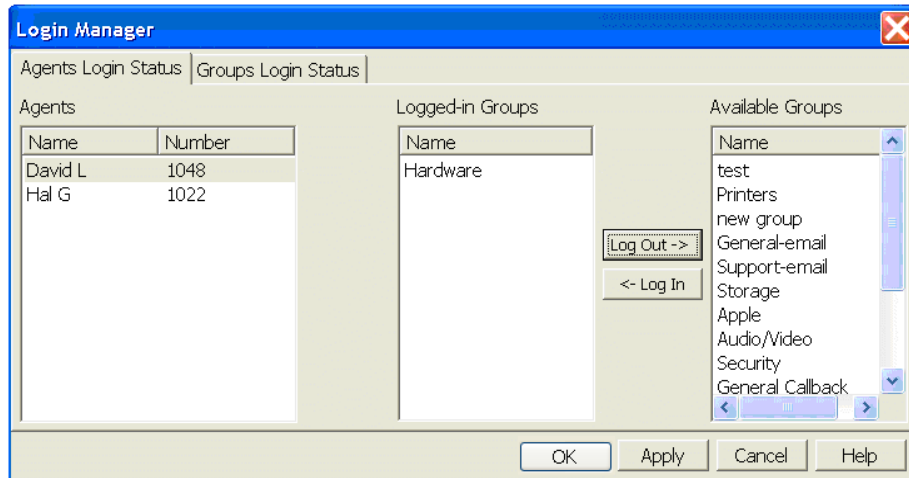 Login Manager
Agents Login Status Groups Login Status
Agents
Name Number
David L 1048
Hal G 1022
Logged-in Groups
Name
Hardware
Log Out ->
<- Log In
Available Groups
Name
test
Printers
new group
General-email
Support-email
Storage
Apple
Audio/Video
Security
General Callback
OK Apply Cancel Help